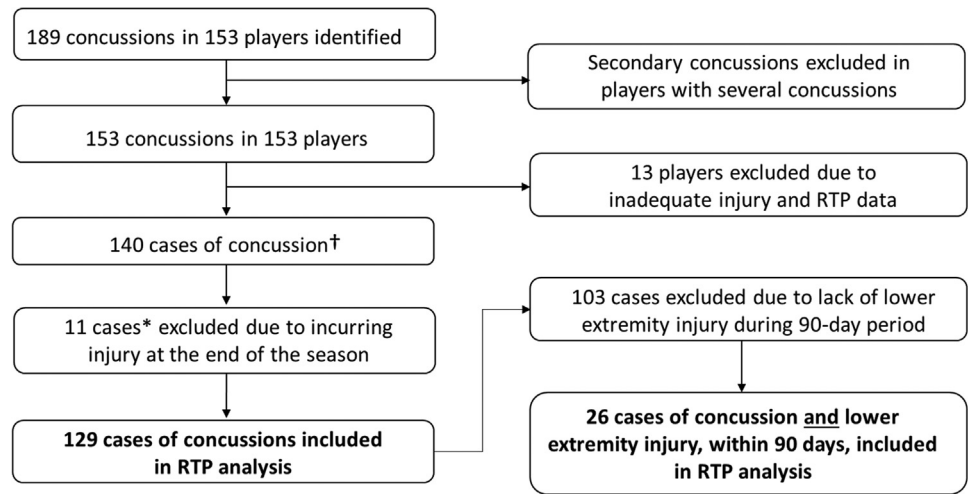 189 concussions in 153 players identified
Secondary concussions excluded in
players with several concussions
153 concussions in 153 players
13 players excluded due to
inadequate injury and RTP data
140 cases of concussion†
11 cases* excluded due to incurring
injury at the end of the season
103 cases excluded due to lack of lower
extremity injury during 90-day period
129 cases of concussions included
in RTP analysis
26 cases of concussion and lower
extremity injury, within 90 days, included
in RTP analysis